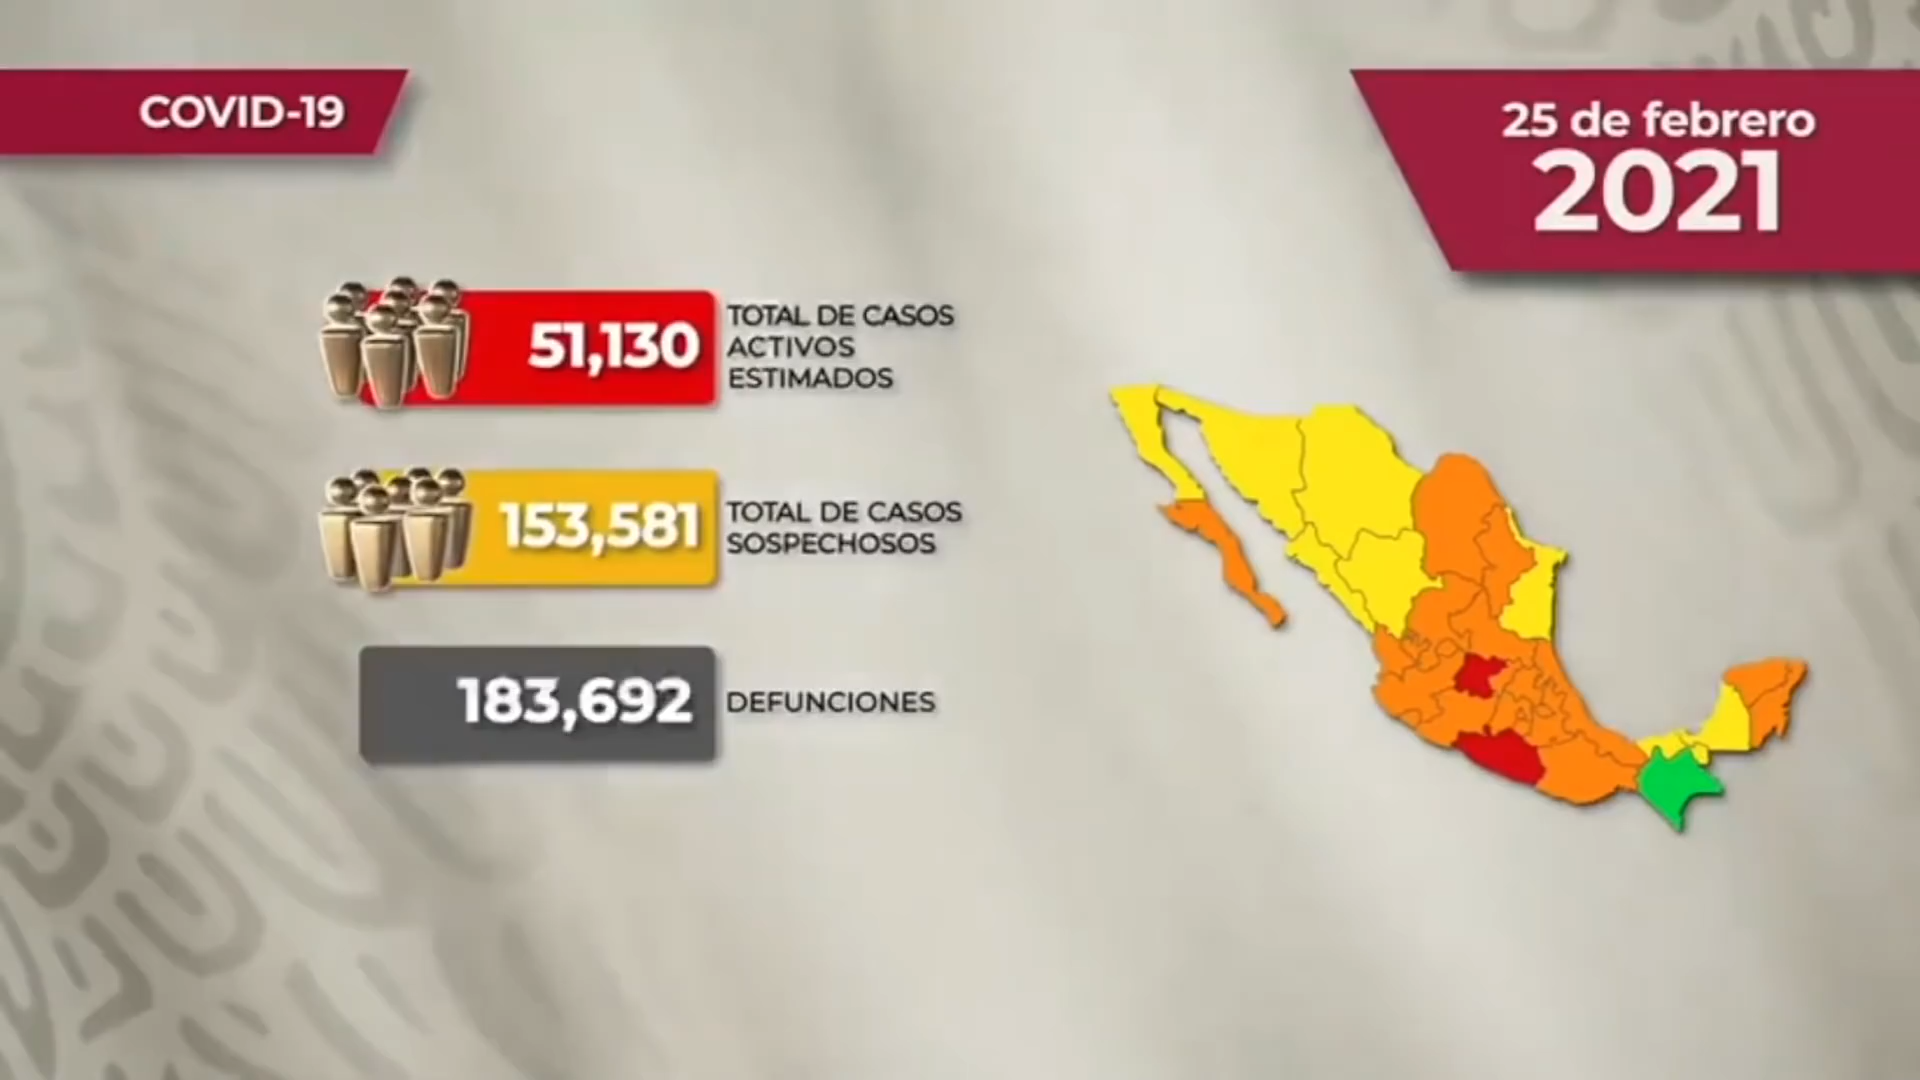 COVID-19
25 de febrero
2021
51,130
TOTAL DE CASOS
ACTIVOS
ESTIMADOS
153,581
TOTAL DE CASOS
SOSPECHOSOS
183,692
DEFUNCIONES